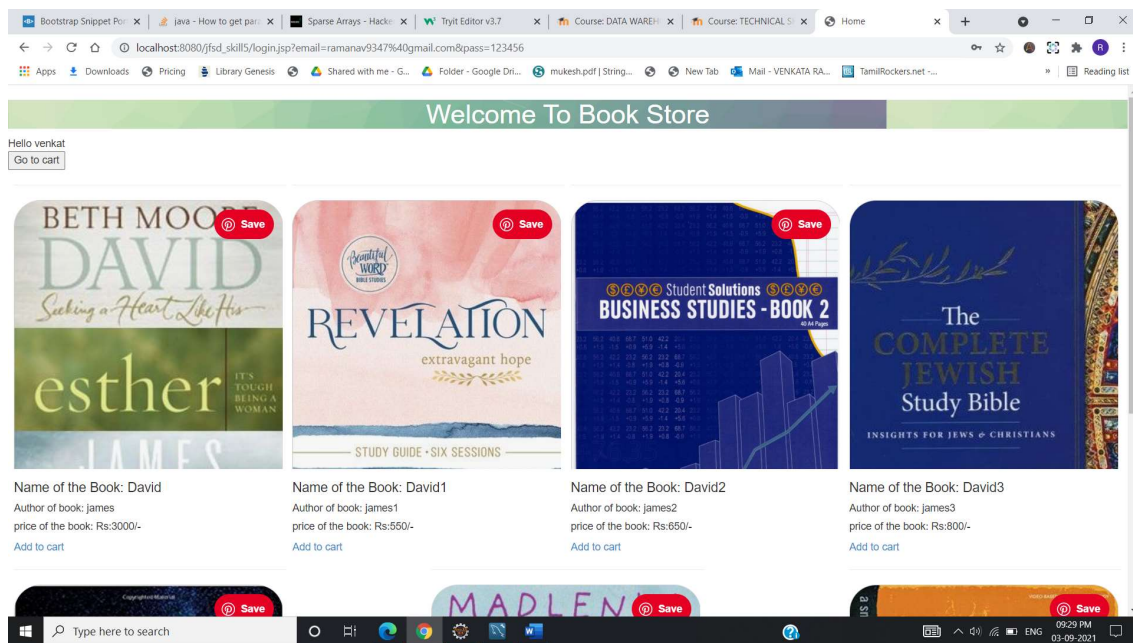 Bootstrap Snippet Por
java - How to get para
Sparse Arrays - Hacke
Tryit Editor v3.7
Course: DATA WAREH
Course: TECHNICAL S
Home
localhost:8080/jfsd_skill5/login.jsp?email=ramanav9347%40gmail.com&pass=123456
R
Apps
Downloads
Pricing
Library Genesis
Shared with me - G...
Folder - Google Dri...
mukesh.pdf | String...
New Tab
Mail - VENKATA RA...
TamilRockers.net -...
»
Reading list
Welcome To Book Store
Hello venkat
Go to cart
BETH MOORE
Save
DAVID
Seeking a Heart Like His
esther
IT'S
TOUGH
BEING A
WOMAN
JAMES
Name of the Book: David
Author of book: james
price of the book: Rs:3000/-
Add to cart
Save
Beautiful
WORD
BIBLE STUDIES
REVELATION
extravagant hope
STUDY GUIDE • SIX SESSIONS
Name of the Book: David1
Author of book: james1
price of the book: Rs:550/-
Add to cart
Save
Student Solutions
BUSINESS STUDIES - BOOK 2
40 A4 Pages
Name of the Book: David2
Author of book: james2
price of the book: Rs:650/-
Add to cart
The
COMPLETE
JEWISH
Study Bible
INSIGHTS FOR JEWS & CHRISTIANS
Name of the Book: David3
Author of book: james3
price of the book: Rs:800/-
Add to cart
Copyrighted Material
Save
MADLEN
Save
a sn
Save
Type here to search
ENG
09:29 PM
03-09-2021